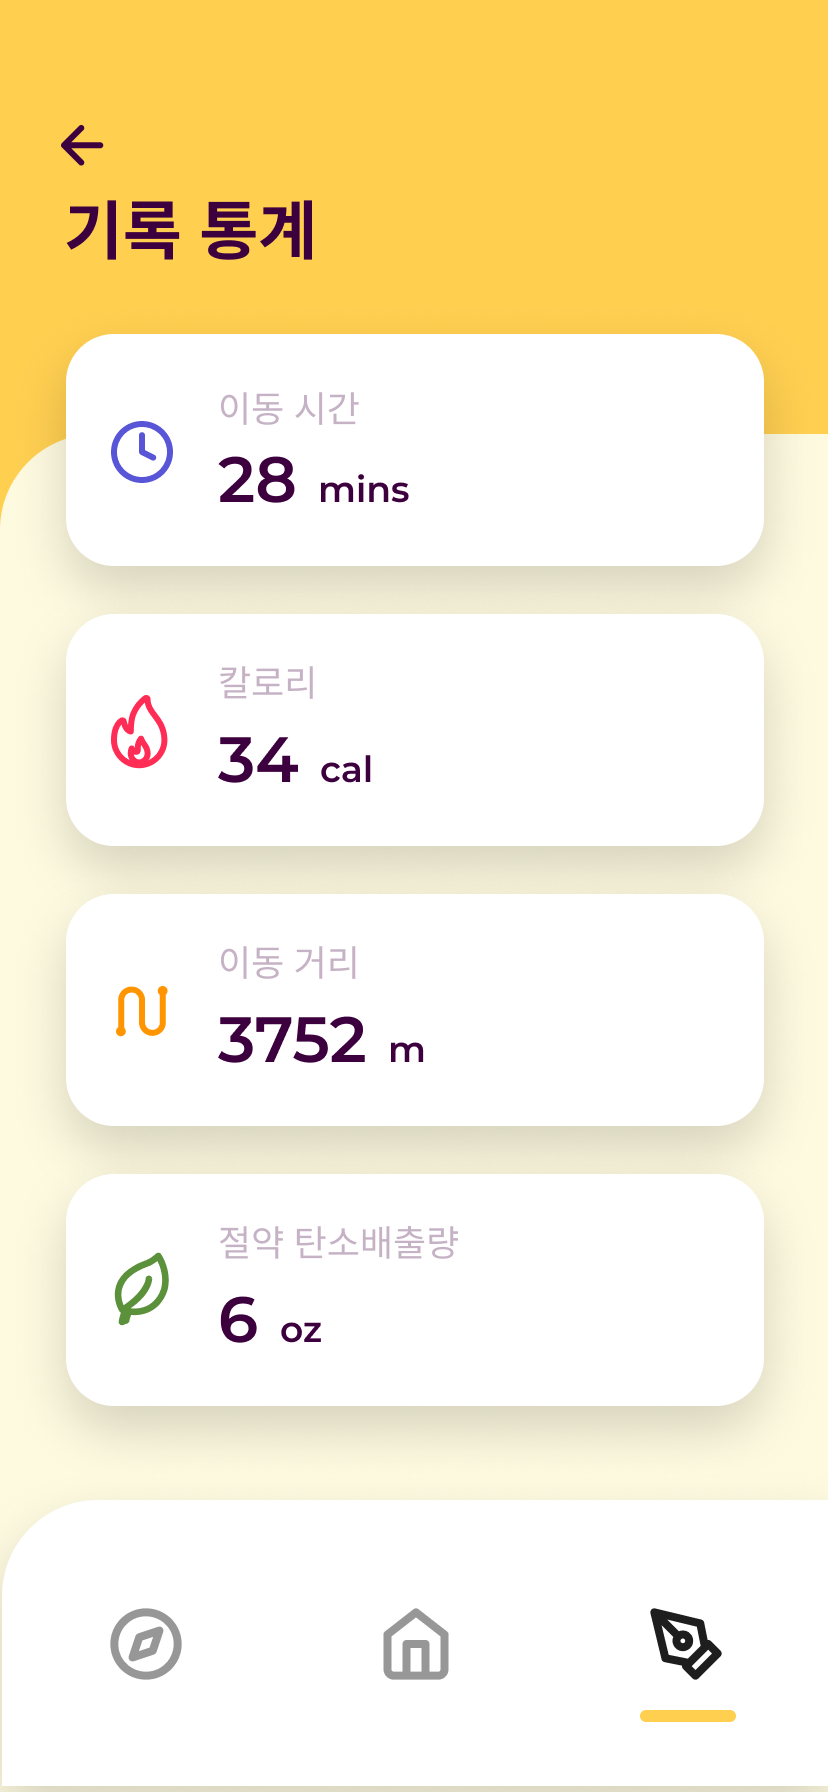 기록 통계
이동 시간
28 mins
칼로리
34 cal
이동 거리
3752 m
절약 탄소배출량
6 oz